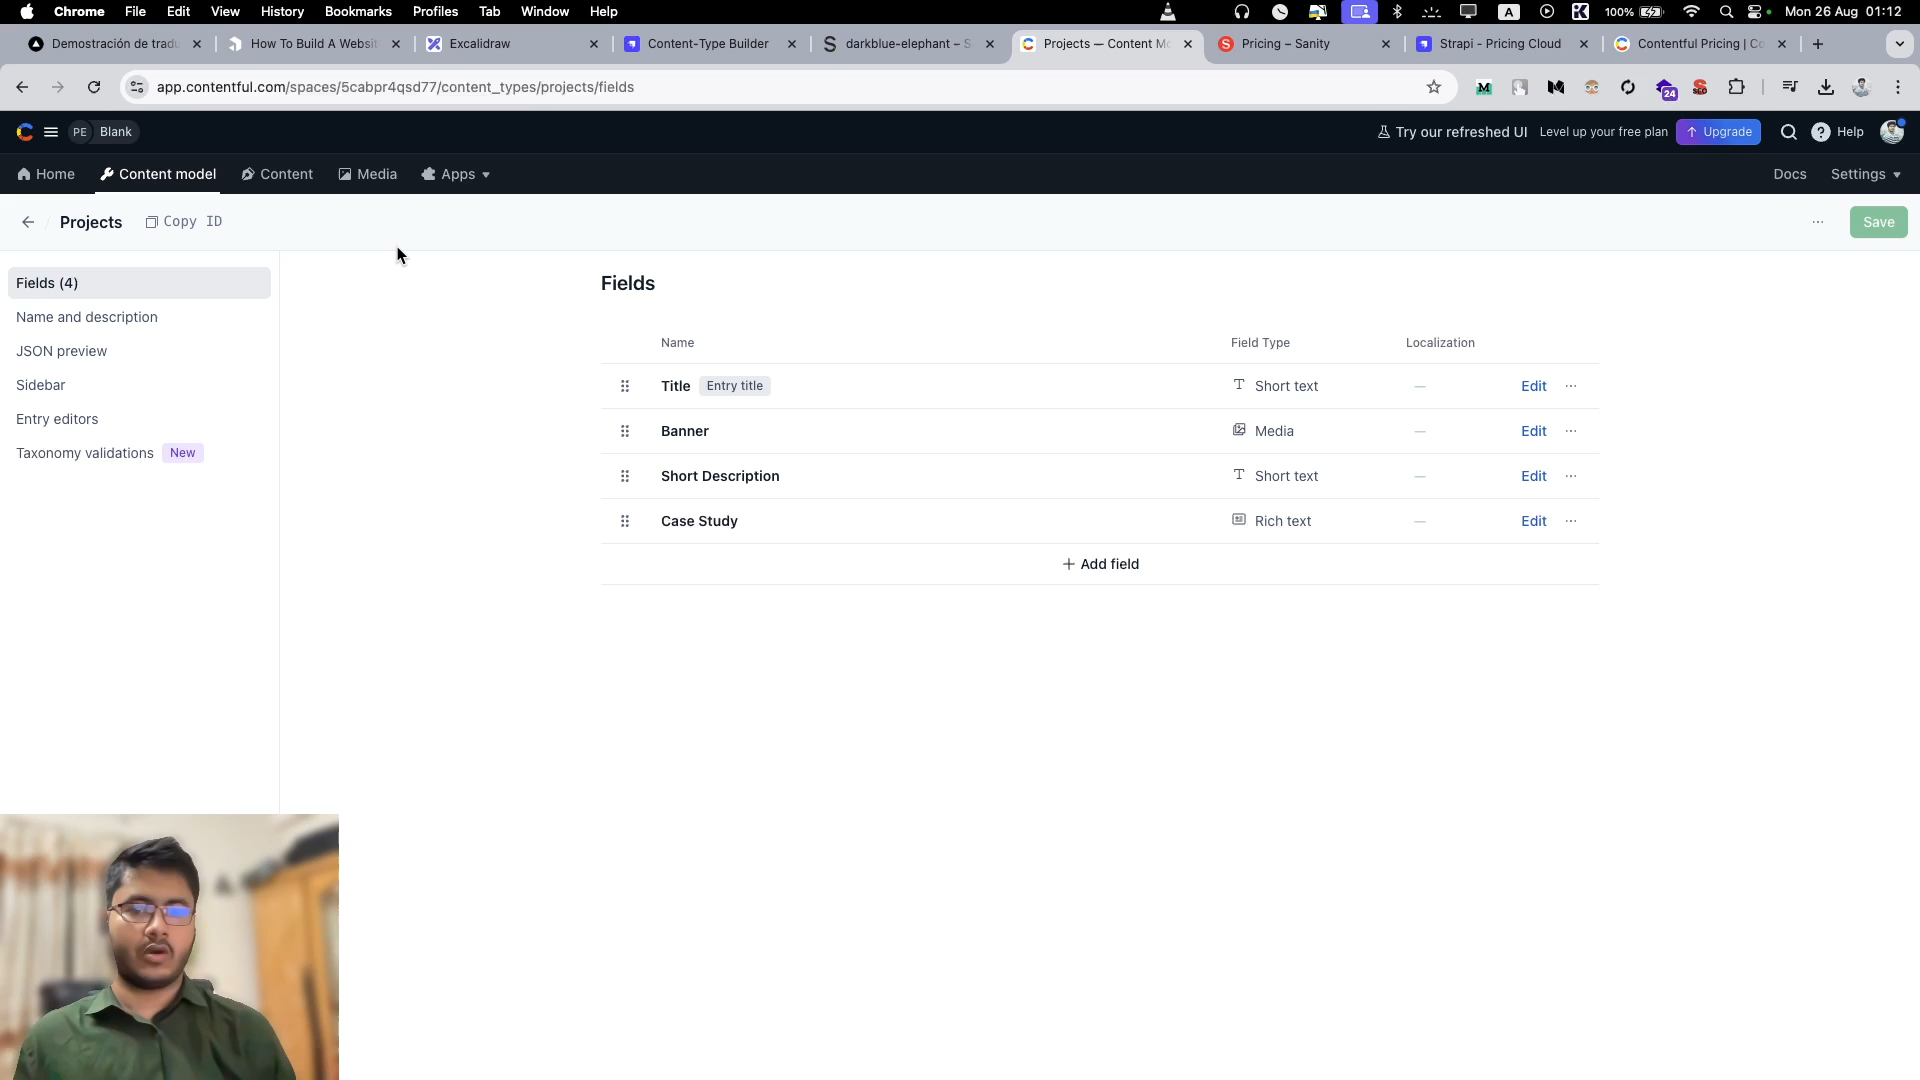 Chrome File Edit View History Bookmarks Profiles Tab Window Help A 100% Mon 26 Aug 01:12
Demostración de tradu How To Build A Websit Excalidraw Content-Type Builder darkblue-elephant – S Projects — Content Mo Pricing – Sanity Strapi - Pricing Cloud Contentful Pricing | Co
app.contentful.com/spaces/5cabpr4qsd77/content_types/projects/fields 24 SEO
PE Blank Try our refreshed UI Level up your free plan Upgrade Help
Home Content model Content Media Apps Docs Settings
Projects Copy ID Save
Fields (4)
Name and description
JSON preview
Sidebar
Entry editors
Taxonomy validations New
Fields
Name Field Type Localization
Title Entry title Short text — Edit
Banner Media — Edit
Short Description Short text — Edit
Case Study Rich text — Edit
+ Add field